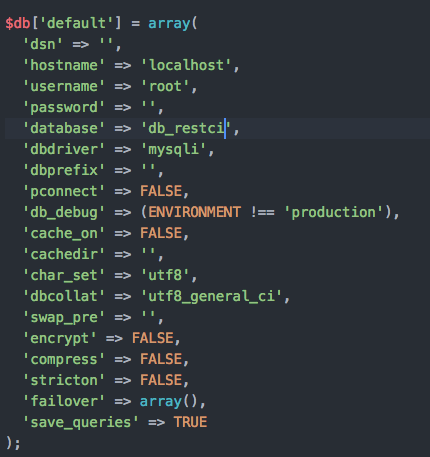 $db['default'] = array(
'dsn' => '',
'hostname' => 'localhost',
'username' => 'root',
'password' => '',
'database' => 'db_restci',
'dbdriver' => 'mysqli',
'dbprefix' => '',
'pconnect' => FALSE,
'db_debug' => (ENVIRONMENT !== 'production'),
'cache_on' => FALSE,
'cachedir' => '',
'char_set' => 'utf8',
'dbcollat' => 'utf8_general_ci',
'swap_pre' => '',
'encrypt' => FALSE,
'compress' => FALSE,
'stricton' => FALSE,
'failover' => array(),
'save_queries' => TRUE
);